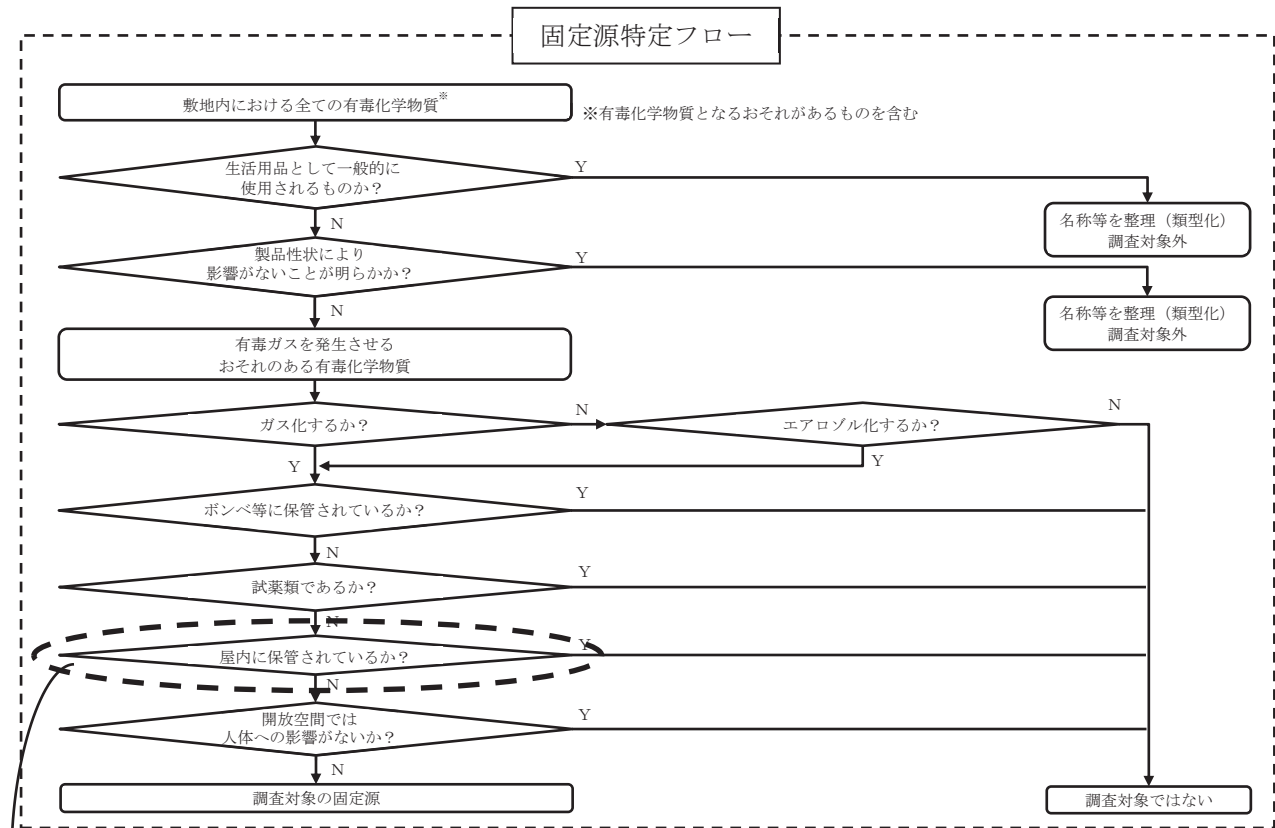 固定源特定フロー
敷地内における全ての有毒化学物質※
※有毒化学物質となるおそれがあるものを含む
生活用品として一般的に
使用されるものか？
Y
N
名称等を整理（類型化）
調査対象外
製品性状により
影響がないことが明らかか？
Y
N
名称等を整理（類型化）
調査対象外
有毒ガスを発生させる
おそれのある有毒化学物質
ガス化するか？
N
エアロゾル化するか？
N
Y
Y
ボンベ等に保管されているか？
Y
N
試薬類であるか？
Y
N
屋内に保管されているか？
Y
N
開放空間では
人体への影響がないか？
Y
N
調査対象の固定源
調査対象ではない